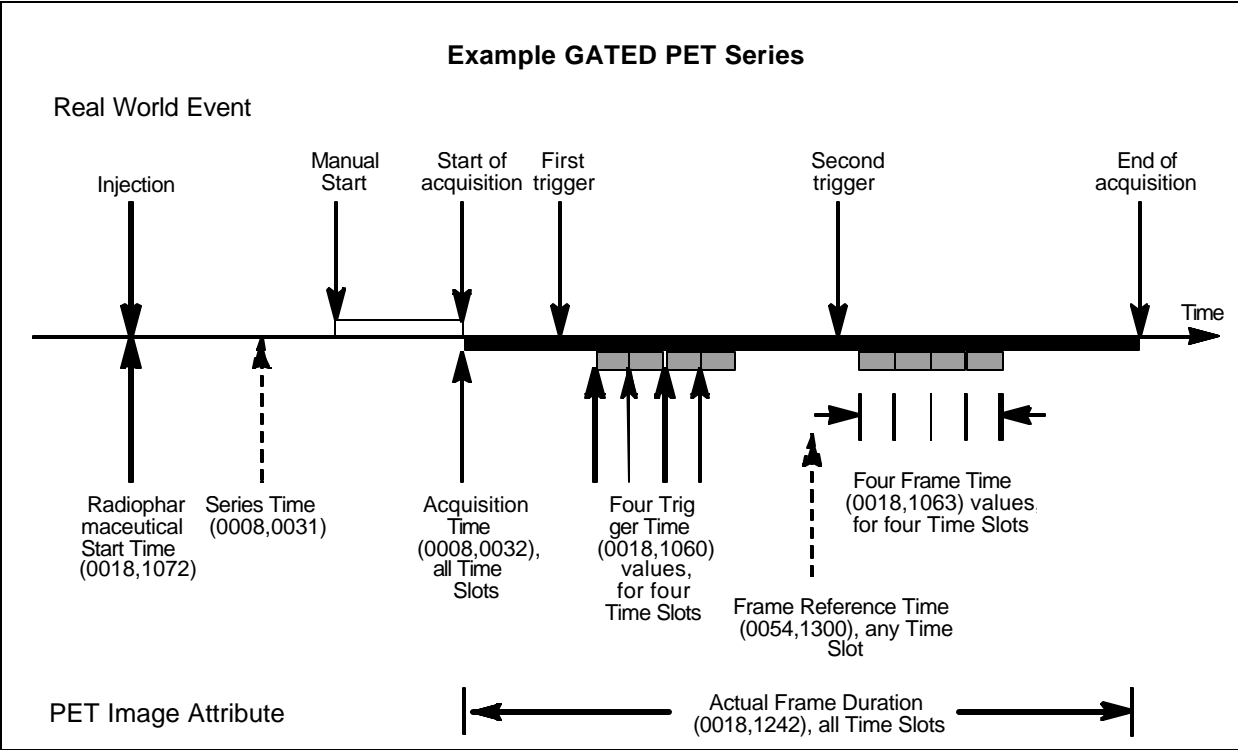 Example GATED PET Series
Real World Event
Injection
Manual
Start
Start of
acquisition
First
trigger
Second
trigger
End of
acquisition
Time
Radiophar
maceutical
Start Time
(0018,1072)
Series Time
(0008,0031)
Acquisition
Time
(0008,0032),
all Time
Slots
Four Trig
ger Time
(0018,1060)
values,
for four
Time Slots
Four Frame Time
(0018,1063) values,
for four Time Slots
Frame Reference Time
(0054,1300), any Time
Slot
PET Image Attribute
Actual Frame Duration
(0018,1242), all Time Slots